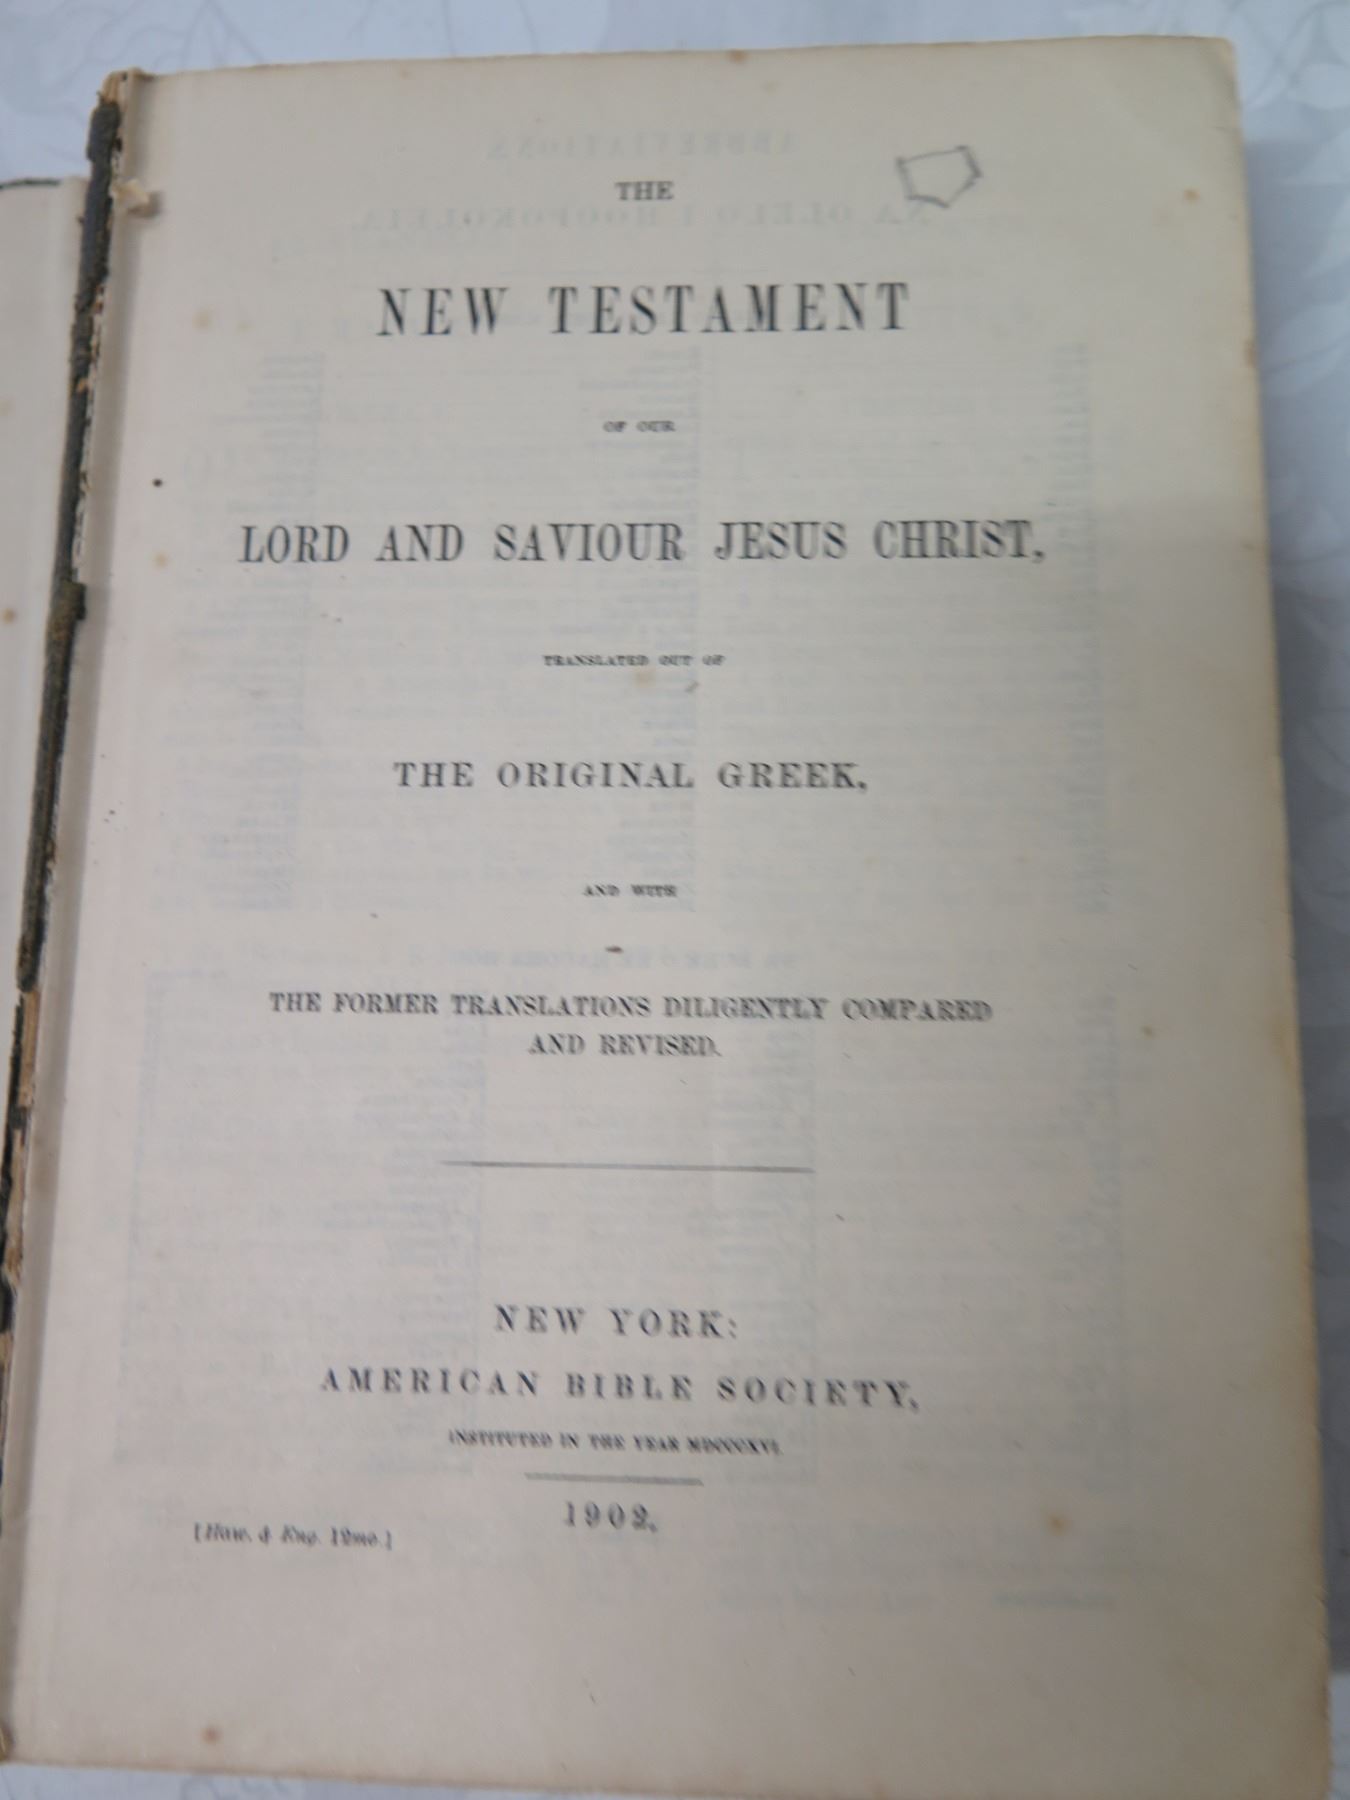 THE
NEW TESTAMENT
OF OUR
LORD AND SAVIOUR JESUS CHRIST,
TRANSLATED OUT OF
THE ORIGINAL GREEK,
AND WITH
THE FORMER TRANSLATIONS DILIGENTLY COMPARED
AND REVISED.
NEW YORK:
AMERICAN BIBLE SOCIETY,
INSTITUTED IN THE YEAR MDCCCXVI.
1902.
[Haw. & Eng. 12mo.]